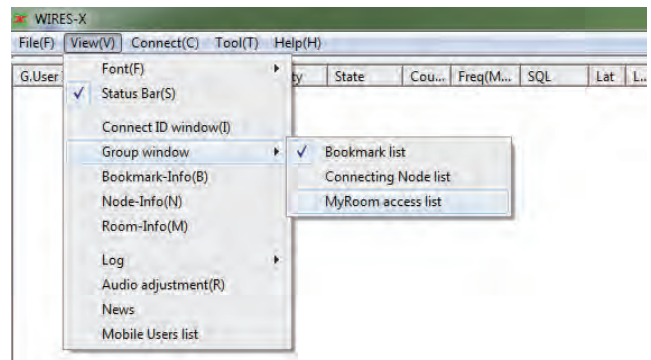 WIRES-X
File(F) View(V) Connect(C) Tool(T) Help(H)
G.User ty State Cou... Freq(M... SQL Lat L...
Font(F)
Status Bar(S)
Connect ID window(I)
Group window
Bookmark-Info(B)
Node-Info(N)
Room-Info(M)
Log
Audio adjustment(R)
News
Mobile Users list
Bookmark list
Connecting Node list
MyRoom access list